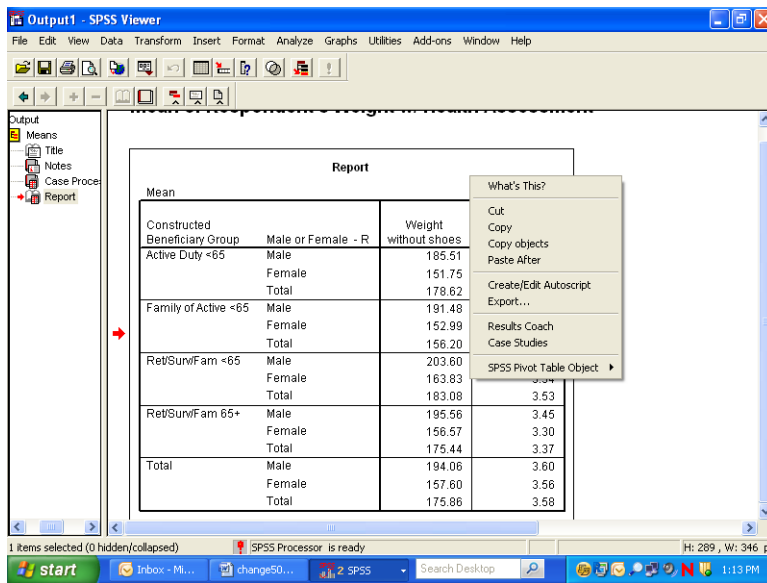 Output1 - SPSS Viewer
File Edit View Data Transform Insert Format Analyze Graphs Utilities Add-ons Window Help
Output
Means
Title
Notes
Case Proces
Report
Mean of Respondent's Weight
Report
Mean
Constructed Beneficiary Group Male or Female - R Weight without shoes
Active Duty <65 Male 185.51
Female 151.75
Total 178.62
Family of Active <65 Male 191.48
Female 152.99
Total 156.20
Ret/Surv/Fam <65 Male 203.60
Female 163.83 3.54
Total 183.08 3.53
Ret/Surv/Fam 65+ Male 195.56 3.45
Female 156.57 3.30
Total 175.44 3.37
Total Male 194.06 3.60
Female 157.60 3.56
Total 175.86 3.58
What's This?
Cut
Copy
Copy objects
Paste After
Create/Edit Autoscript
Export...
Results Coach
Case Studies
SPSS Pivot Table Object
1 items selected (0 hidden/collapsed) SPSS Processor is ready H: 289 , W: 346 p
start Inbox - Mi... change50... 2 SPSS Search Desktop 1:13 PM